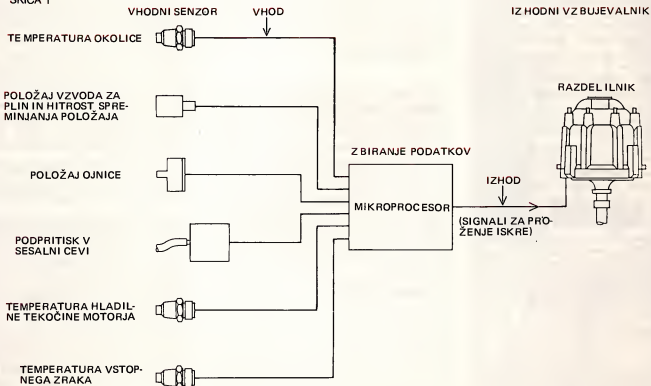 SKICA 1
VHODNI SENZOR
VHOD
IZHODNI VZBUJEVALNIK
TEMPERATURA OKOLICE
POLOŽAJ VZVODA ZA
PLIN IN HITROST SPRE-
MINJANJA POLOŽAJA
POLOŽAJ OJNICE
PODPRITISK V
SESALNI CEVI
TEMPERATURA HLADIL-
NE TEKOČINE MOTORJA
TEMPERATURA VSTOP-
NEGA ZRAKA
ZBIRANJE PODATKOV
MIKROPROCESOR
IZHOD
(SIGNALI ZA PRO-
ŽENJE ISKRE)
RAZDELILNIK